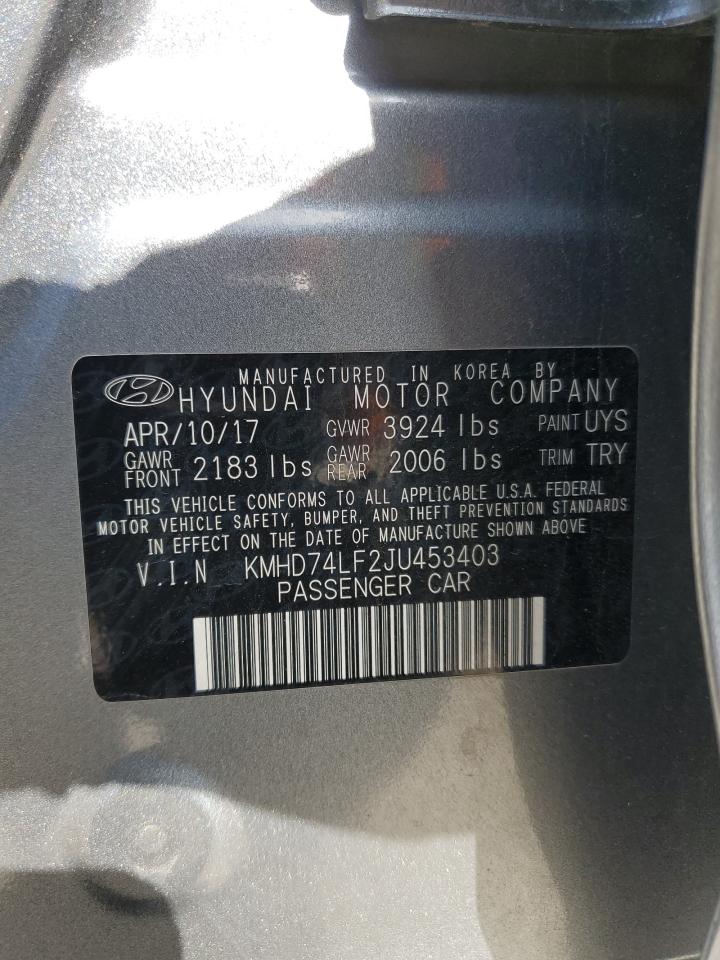 MANUFACTURED IN KOREA BY
HYUNDAI MOTOR COMPANY
APR/10/17 GVWR 3924 lbs PAINT UYS
GAWR FRONT 2183 lbs GAWR REAR 2006 lbs TRIM TRY
THIS VEHICLE CONFORMS TO ALL APPLICABLE U.S.A. FEDERAL
MOTOR VEHICLE SAFETY, BUMPER, AND THEFT PREVENTION STANDARDS
IN EFFECT ON THE DATE OF MANUFACTURE SHOWN ABOVE
V.I.N KMHD74LF2JU453403
PASSENGER CAR